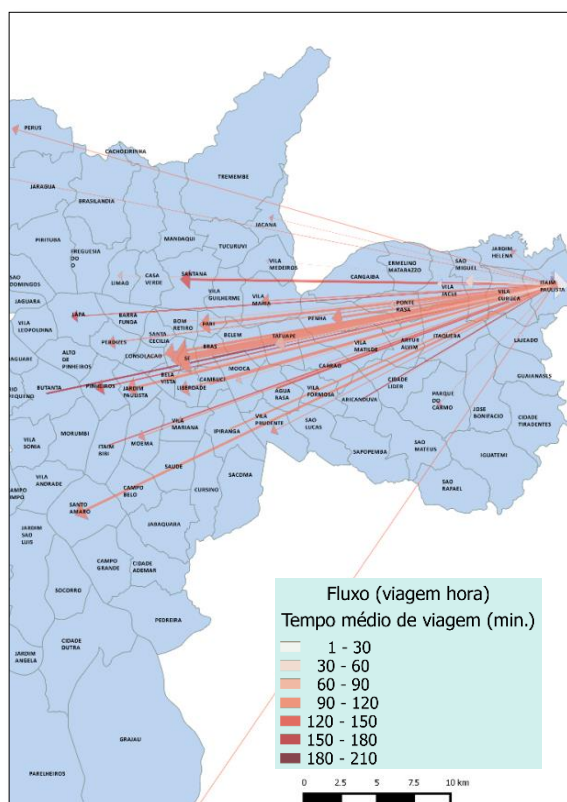 PERUS
CACHOEIRINHA
TREMEMBE
JARAGUA
BRASILANDIA
JACANA
MANDAQUI
TUCURUVI
PIRITUBA
FREGUESIA
DO
O
VILA
MEDEIROS
CANGAIBA
ERMELINO
MATARAZZO
SAO
MIGUEL
JARDIM
HELENA
SAO
DOMINGOS
LIMAO
CASA
VERDE
SANTANA
VILA
GUILHERME
VILA
MARIA
VILA
JACUI
VILA
CURUCA
ITAIM
PAULISTA
JAGUARA
LAPA
BARRA
FUNDA
BOM
RETIRO
PARI
PENHA
PONTE
RASA
VILA
LEOPOLDINA
PERDIZES
SANTA
CECILIA
BRAS
BELEM
TATUAPE
VILA
MATILDE
ARTUR
ALVIM
ITAQUERA
LAJEADO
JAGUARE
ALTO
DE
PINHEIROS
CONSOLACAO
SE
MOOCA
CARRAO
GUAIANASES
BELA
VISTA
CAMBUCI
BUTANTA
PINHEIROS
JARDIM
PAULISTA
LIBERDADE
AGUA
RASA
VILA
FORMOSA
ARICANDUVA
CIDADE
LIDER
PARQUE
DO
CARMO
JOSE
BONIFACIO
CIDADE
TIRADENTES
RIO
PEQUENO
VILA
SONIA
MORUMBI
ITAIM
BIBI
MOEMA
VILA
MARIANA
IPIRANGA
VILA
PRUDENTE
SAO
LUCAS
SAPOPEMBA
SAO
MATEUS
IGUATEMI
SAO
RAFAEL
VILA
ANDRADE
SAUDE
CURSINO
SACOMA
CAMPO
BELO
SANTO
AMARO
JABAQUARA
JARDIM
SAO
LUIS
CAMPO
GRANDE
CIDADE
ADEMAR
SOCORRO
PEDREIRA
CIDADE
DUTRA
JARDIM
ANGELA
GRAJAU
PARELHEIROS
Fluxo (viagem hora)
Tempo médio de viagem (min.)
1 - 30
30 - 60
60 - 90
90 - 120
120 - 150
150 - 180
180 - 210
0 2.5 5 7.5 10 km